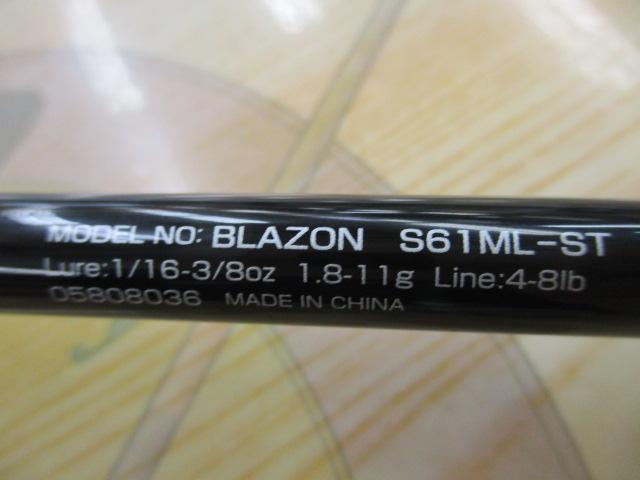 MODEL NO: BLAZON S61ML-ST
Lure:1/16-3/8oz 1.8-11g Line:4-8lb
05808036 MADE IN CHINA